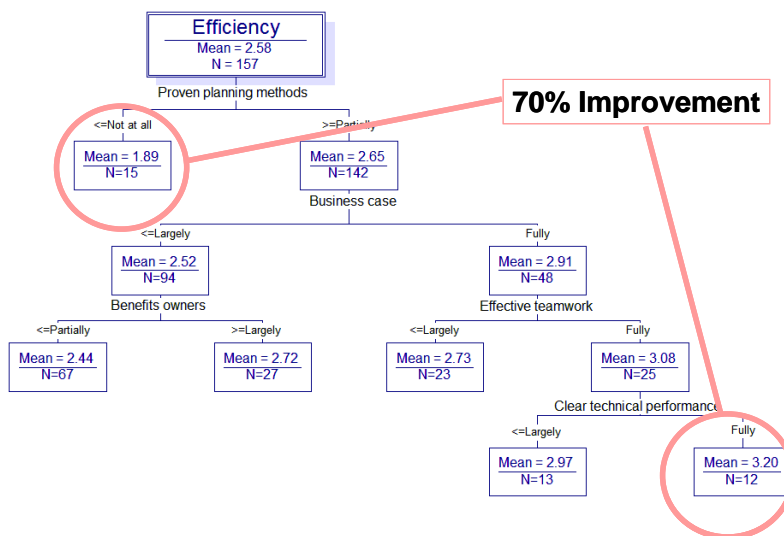 Efficiency
Mean = 2.58
N = 157
Proven planning methods
70% Improvement
<=Not at all
>=Partially
Mean = 1.89
N=15
Mean = 2.65
N=142
Business case
<=Largely
Fully
Mean = 2.52
N=94
Mean = 2.91
N=48
Benefits owners
Effective teamwork
<=Partially
>=Largely
<=Largely
Fully
Mean = 2.44
N=67
Mean = 2.72
N=27
Mean = 2.73
N=23
Mean = 3.08
N=25
Clear technical performance
<=Largely
Fully
Mean = 2.97
N=13
Mean = 3.20
N=12